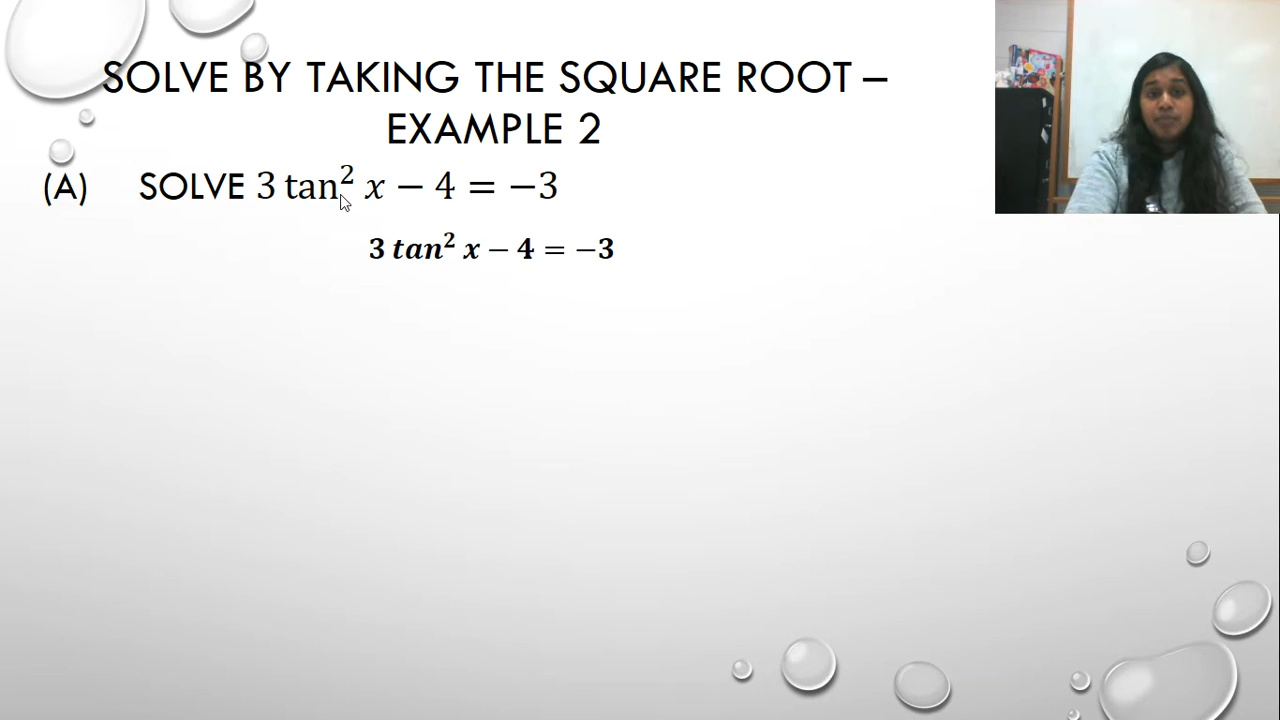 SOLVE BY TAKING THE SQUARE ROOT –
EXAMPLE 2
(A) SOLVE 3 tan² x − 4 = −3
3 tan² x − 4 = −3